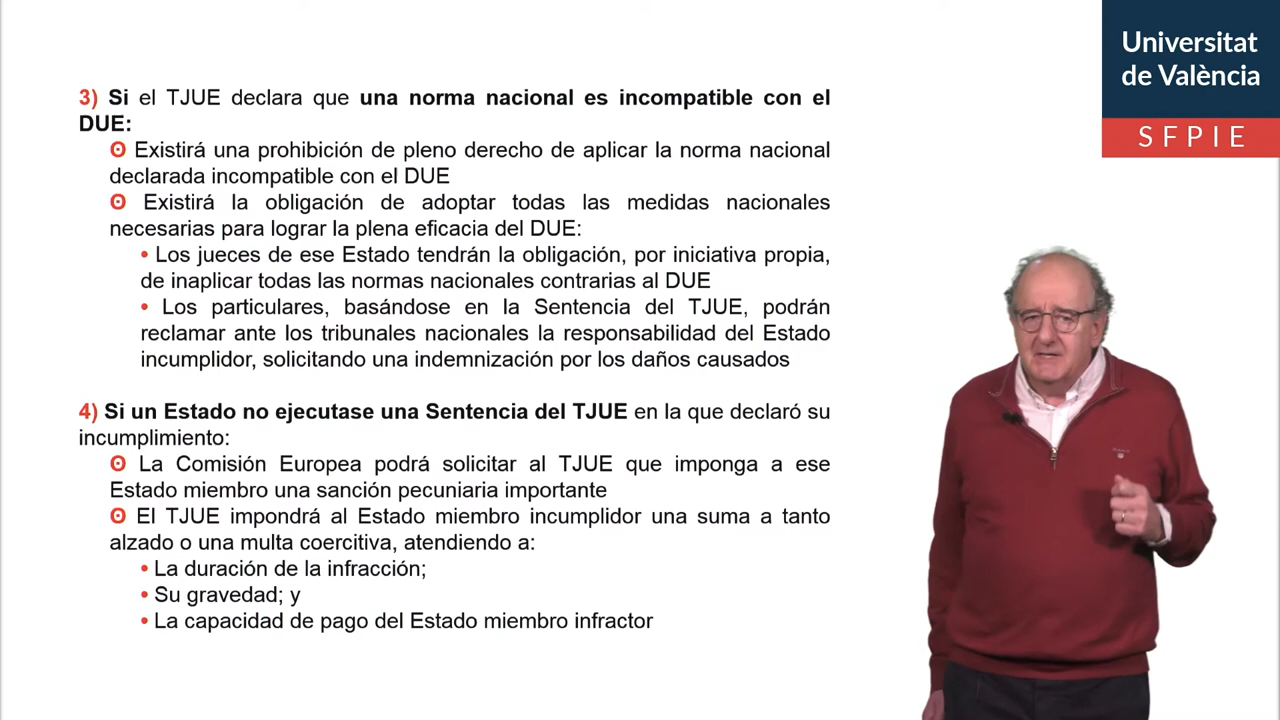 Universitat
de València
SFPIE
3) Si el TJUE declara que una norma nacional es incompatible con el
DUE:
ʘ Existirá una prohibición de pleno derecho de aplicar la norma nacional
declarada incompatible con el DUE
ʘ Existirá la obligación de adoptar todas las medidas nacionales
necesarias para lograr la plena eficacia del DUE:
• Los jueces de ese Estado tendrán la obligación, por iniciativa propia,
de inaplicar todas las normas nacionales contrarias al DUE
• Los particulares, basándose en la Sentencia del TJUE, podrán
reclamar ante los tribunales nacionales la responsabilidad del Estado
incumplidor, solicitando una indemnización por los daños causados
4) Si un Estado no ejecutase una Sentencia del TJUE en la que declaró su
incumplimiento:
ʘ La Comisión Europea podrá solicitar al TJUE que imponga a ese
Estado miembro una sanción pecuniaria importante
ʘ El TJUE impondrá al Estado miembro incumplidor una suma a tanto
alzado o una multa coercitiva, atendiendo a:
• La duración de la infracción;
• Su gravedad; y
• La capacidad de pago del Estado miembro infractor